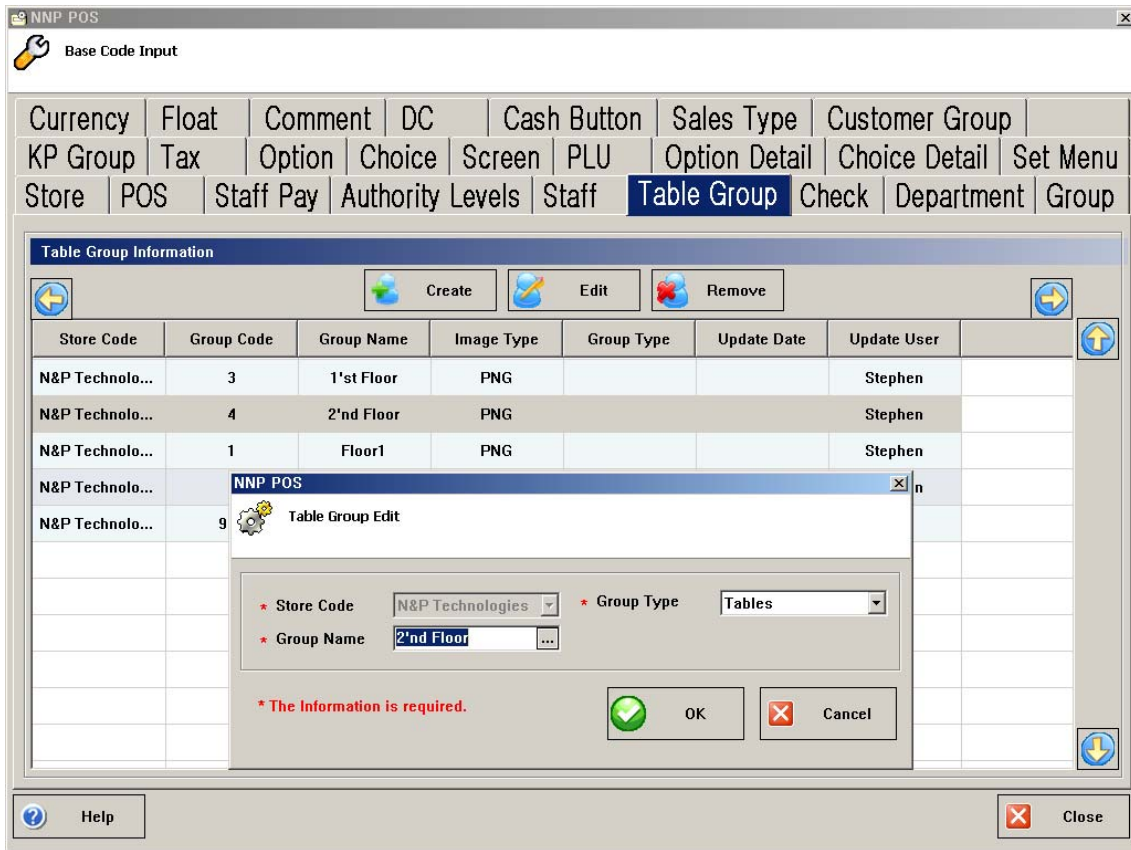 NNP POS
Base Code Input
Currency Float Comment DC Cash Button Sales Type Customer Group
KP Group Tax Option Choice Screen PLU Option Detail Choice Detail Set Menu
Store POS Staff Pay Authority Levels Staff Table Group Check Department Group
Table Group Information
Create Edit Remove
Store Code Group Code Group Name Image Type Group Type Update Date Update User
N&P Technolo... 3 1'st Floor PNG Stephen
N&P Technolo... 4 2'nd Floor PNG Stephen
N&P Technolo... 1 Floor1 PNG Stephen
N&P Technolo... n
N&P Technolo... 9
NNP POS
Table Group Edit
* Store Code N&P Technologies * Group Type Tables
* Group Name 2'nd Floor ...
* The Information is required.
OK Cancel
Help Close